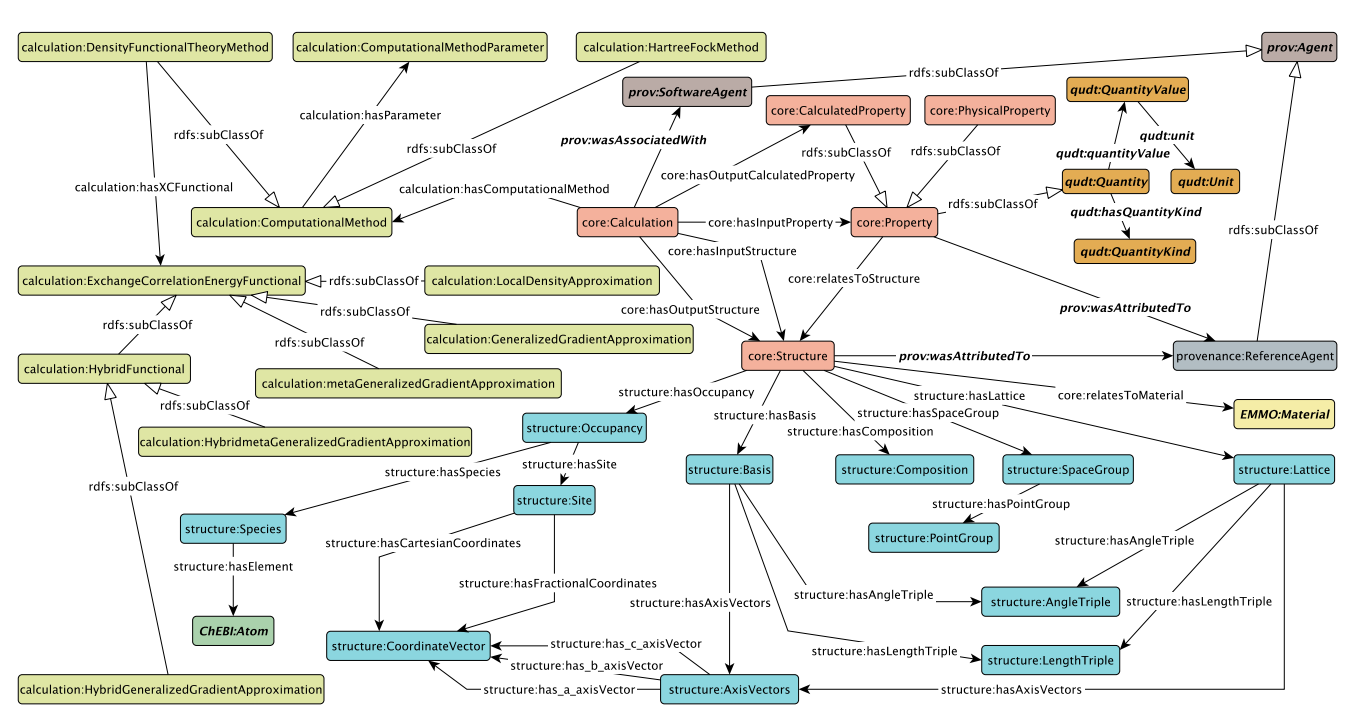 calculation:DensityFunctionalTheoryMethod
calculation:ComputationalMethodParameter
calculation:HartreeFockMethod
prov:Agent
rdfs:subClassOf
prov:SoftwareAgent
qudt:QuantityValue
core:CalculatedProperty
core:PhysicalProperty
calculation:hasParameter
rdfs:subClassOf
prov:wasAssociatedWith
qudt:unit
rdfs:subClassOf
rdfs:subClassOf
rdfs:subClassOf
qudt:quantityValue
calculation:hasXCFunctional
calculation:hasComputationalMethod
core:hasOutputCalculatedProperty
qudt:Quantity
qudt:Unit
rdfs:subClassOf
qudt:hasQuantityKind
calculation:ComputationalMethod
core:Calculation
core:hasInputProperty
core:Property
rdfs:subClassOf
core:hasInputStructure
qudt:QuantityKind
calculation:ExchangeCorrelationEnergyFunctional
rdfs:subClassOf
calculation:LocalDensityApproximation
core:relatesToStructure
core:hasOutputStructure
prov:wasAttributedTo
rdfs:subClassOf
rdfs:subClassOf
calculation:GeneralizedGradientApproximation
rdfs:subClassOf
core:Structure
prov:wasAttributedTo
provenance:ReferenceAgent
calculation:HybridFunctional
calculation:metaGeneralizedGradientApproximation
structure:hasOccupancy
structure:hasLattice
core:relatesToMaterial
rdfs:subClassOf
structure:hasBasis
structure:hasSpaceGroup
EMMO:Material
structure:Occupancy
structure:hasComposition
calculation:HybridmetaGeneralizedGradientApproximation
structure:hasSpecies
structure:hasSite
structure:Basis
structure:Composition
structure:SpaceGroup
structure:Lattice
rdfs:subClassOf
structure:Site
structure:hasPointGroup
structure:Species
structure:PointGroup
structure:hasCartesianCoordinates
structure:hasAngleTriple
structure:hasElement
structure:hasFractionalCoordinates
structure:hasAngleTriple
structure:hasAxisVectors
structure:AngleTriple
structure:hasLengthTriple
ChEBI:Atom
structure:CoordinateVector
structure:has_c_axisVector
structure:hasLengthTriple
structure:LengthTriple
structure:has_b_axisVector
calculation:HybridGeneralizedGradientApproximation
structure:has_a_axisVector
structure:AxisVectors
structure:hasAxisVectors